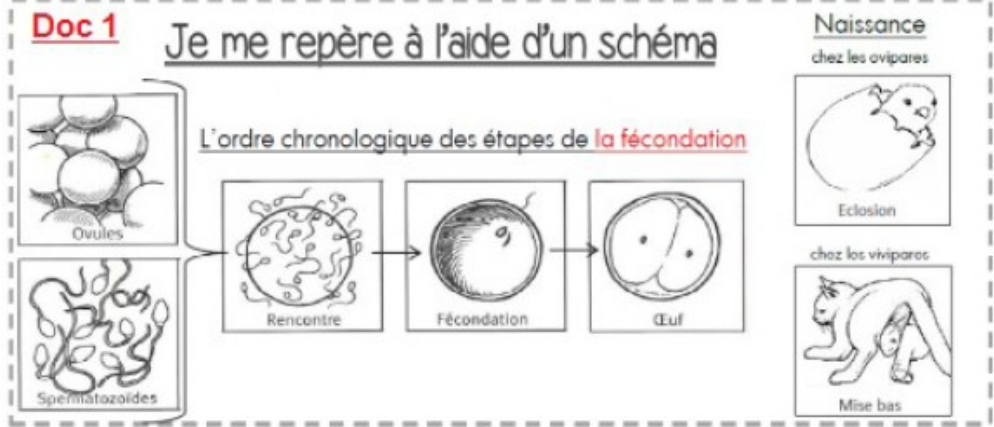 Doc 1
Je me repère à l'aide d'un schéma
L'ordre chronologique des étapes de la fécondation
Ovules
Spermatozoïdes
Rencontre
Fécondation
Œuf
Naissance
chez les ovipares
Eclosion
chez les vivipares
Mise bas